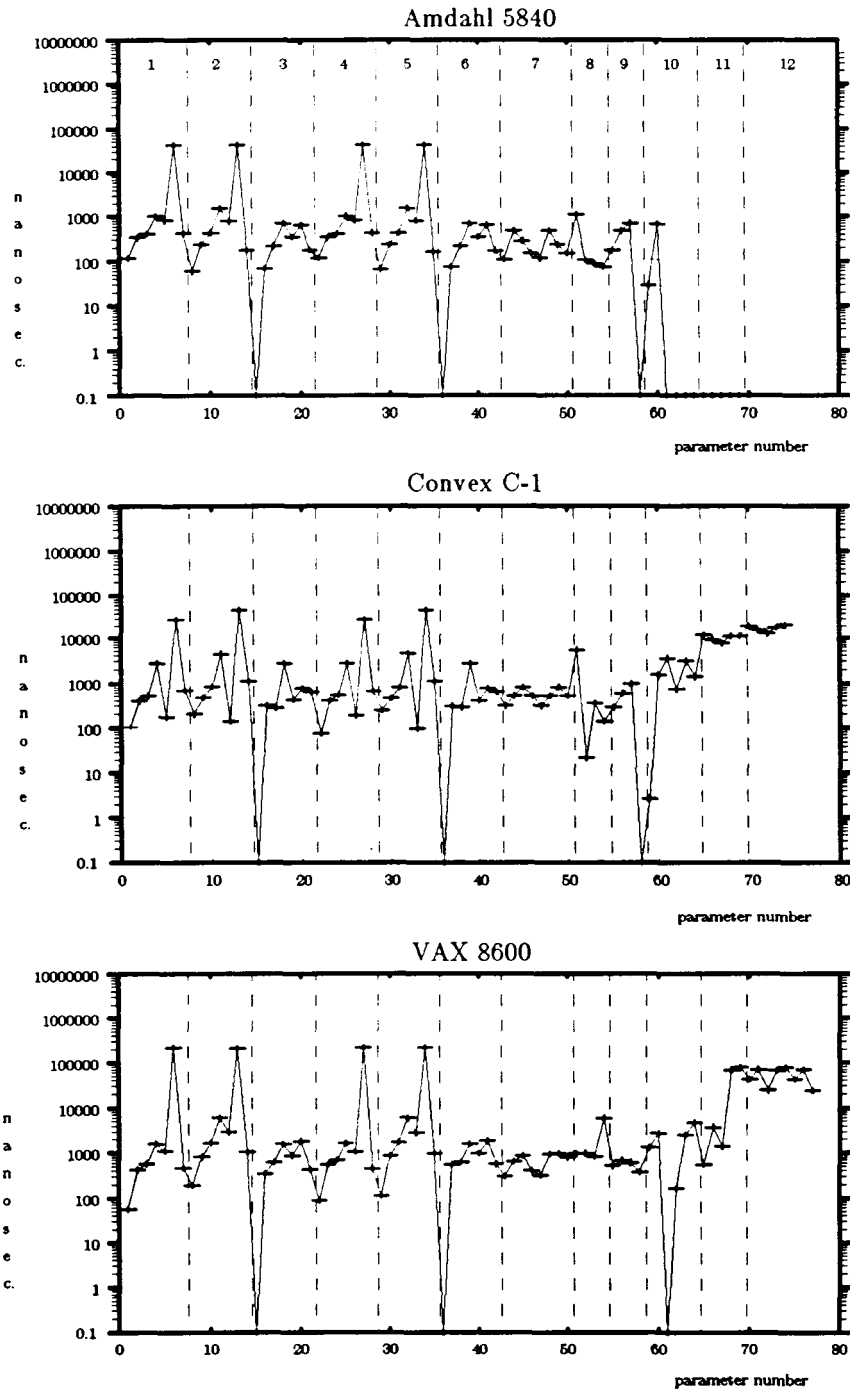 Amdahl 5840
10000000
1000000
100000
10000
1000
100
10
1
0.1
1 2 3 4 5 6 7 8 9 10 11 12
n
a
n
o
s
e
c.
0 10 20 30 40 50 60 70 80
parameter number
Convex C-1
10000000
1000000
100000
10000
1000
100
10
1
0.1
n
a
n
o
s
e
c.
0 10 20 30 40 50 60 70 80
parameter number
VAX 8600
10000000
1000000
100000
10000
1000
100
10
1
0.1
n
a
n
o
s
e
c.
0 10 20 30 40 50 60 70 80
parameter number